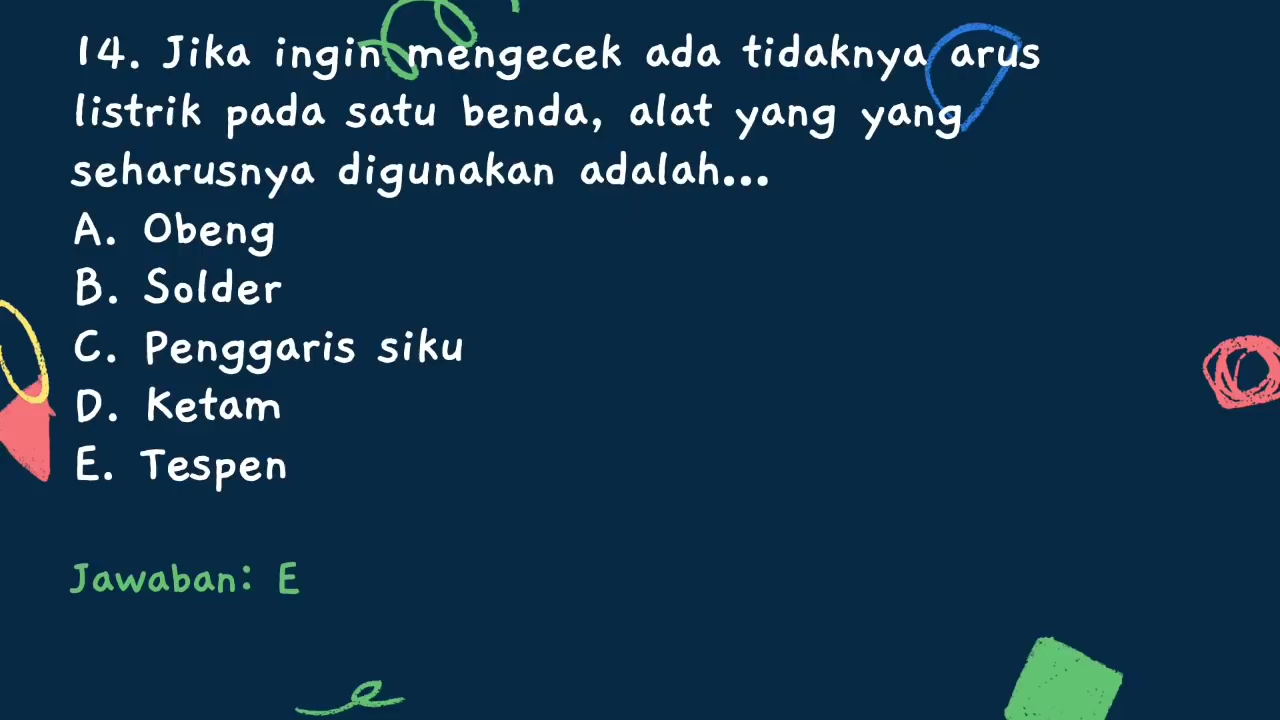 14. Jika ingin mengecek ada tidaknya arus
listrik pada satu benda, alat yang yang
seharusnya digunakan adalah...
A. Obeng
B. Solder
C. Penggaris siku
D. Ketam
E. Tespen
Jawaban: E